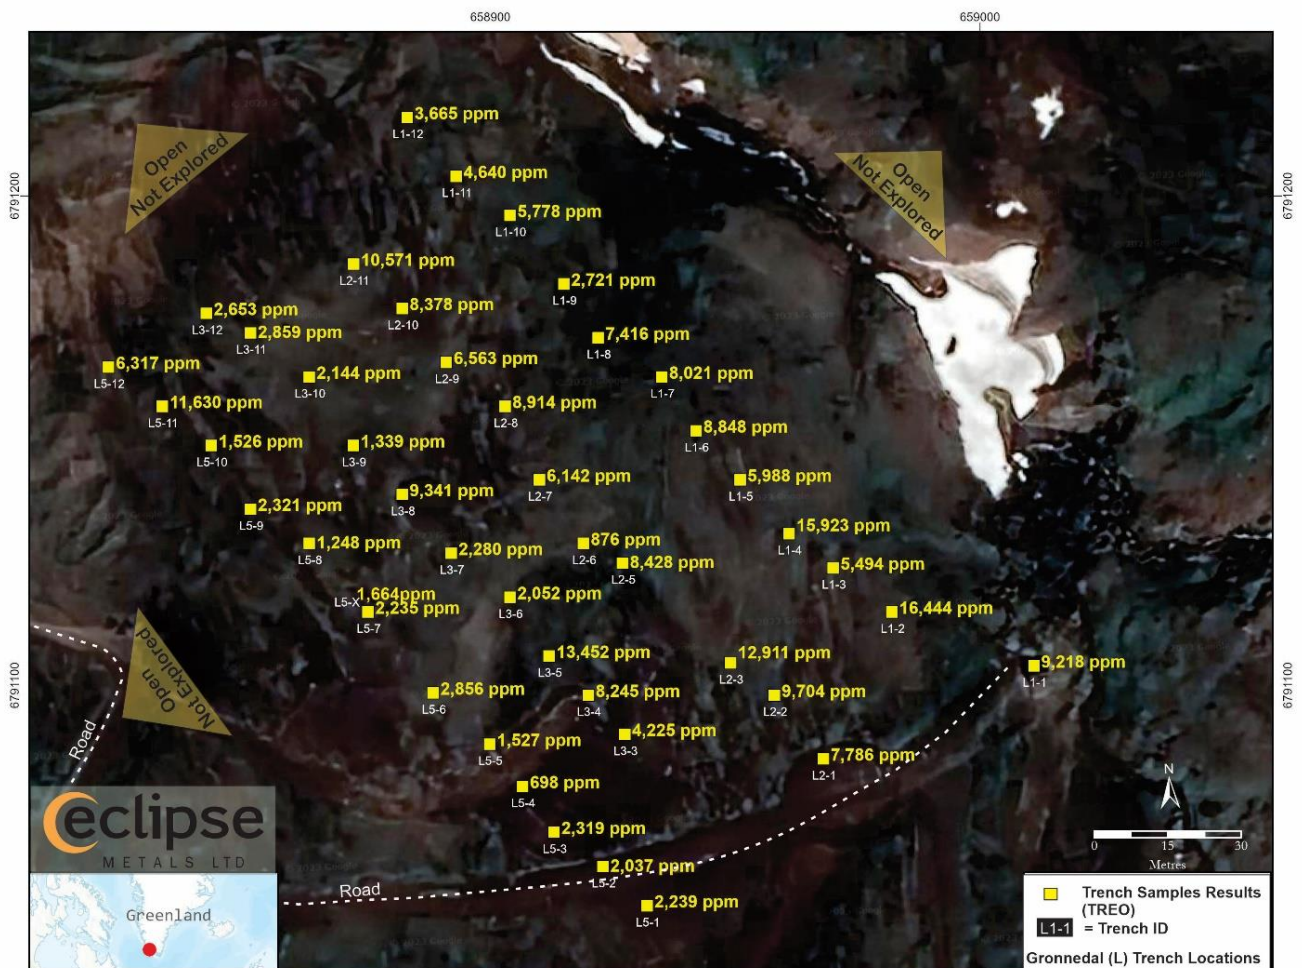 658900
659000
3,665 ppm
L1-12
4,640 ppm
L1-11
6791200
6791200
Open
Not Explored
Open
Not Explored
5,778 ppm
L1-10
10,571 ppm
L2-11
2,721 ppm
L1-9
8,378 ppm
L2-10
2,653 ppm
L3-12
2,859 ppm
L3-11
7,416 ppm
L1-8
6,317 ppm
L5-12
6,563 ppm
L2-9
2,144 ppm
L3-10
8,021 ppm
L1-7
11,630 ppm
L5-11
8,914 ppm
L2-8
8,848 ppm
L1-6
1,526 ppm
L5-10
1,339 ppm
L3-9
6,142 ppm
L2-7
5,988 ppm
L1-5
9,341 ppm
L3-8
2,321 ppm
L5-9
15,923 ppm
L1-4
1,248 ppm
L5-8
876 ppm
L2-6
2,280 ppm
L3-7
8,428 ppm
L2-5
5,494 ppm
L1-3
1,664ppm
L5-X
2,235 ppm
L5-7
2,052 ppm
L3-6
16,444 ppm
L1-2
13,452 ppm
L3-5
12,911 ppm
L2-3
9,218 ppm
L1-1
6791100
6791100
Open
Not Explored
2,856 ppm
L5-6
8,245 ppm
L3-4
9,704 ppm
L2-2
4,225 ppm
L3-3
1,527 ppm
L5-5
7,786 ppm
L2-1
Road
698 ppm
L5-4
N
eclipse
METALS LTD
2,319 ppm
L5-3
0 15 30
Metres
2,037 ppm
L5-2
Road
2,239 ppm
L5-1
Greenland
Trench Samples Results
(TREO)
L1-1 = Trench ID
Gronnedal (L) Trench Locations